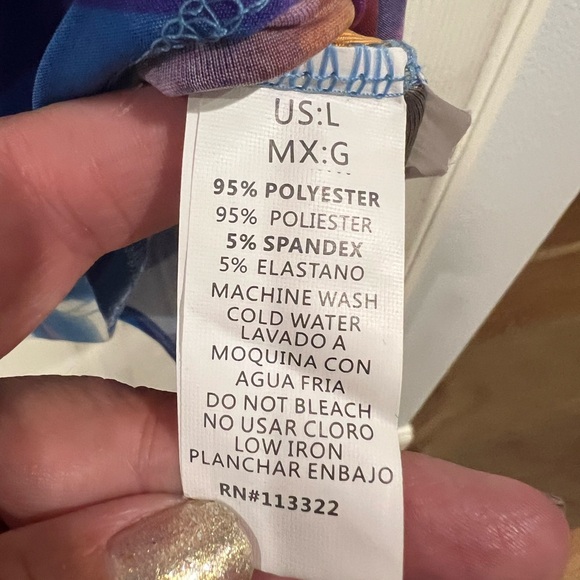 US:L
MX:G
95% POLYESTER
95% POLIESTER
5% SPANDEX
5% ELASTANO
MACHINE WASH
COLD WATER
LAVADO A
MOQUINA CON
AGUA FRIA
DO NOT BLEACH
NO USAR CLORO
LOW IRON
PLANCHAR ENBAJO
RN#113322